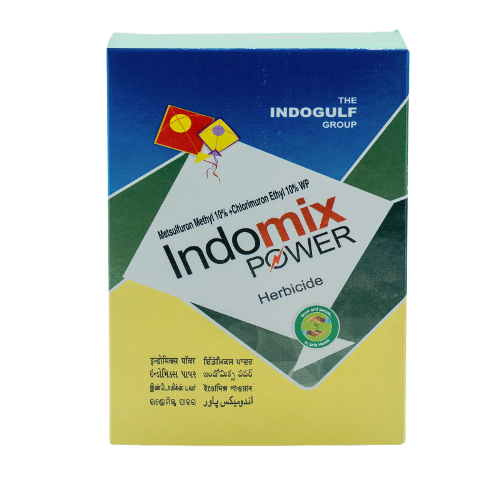 THE
INDOGULF
GROUP
Metsulfuron Methyl 10% +Chlorimuron Ethyl 10% WP
Indomix
POWER
Herbicide
इन्डोमिक्स पॉवर
ਇੰਡੋਮਿਕਸ ਪਾਵਰ
ઇન્ડોમિક્સ પાવર
ఇండోమిక్స్ పవర్
இண்டோமிக்ஸ் பவர்
ইন্ডোমিক্স পাওয়ার
ଇଣ୍ଡୋମିକ୍ସ ପାବର
اندومیکس پاور